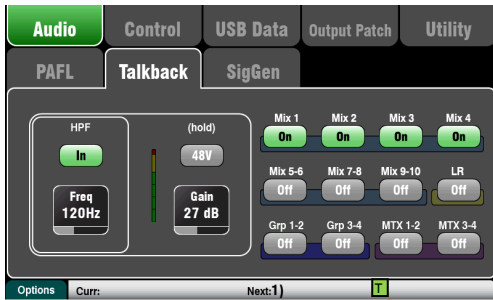 Audio Control USB Data Output Patch Utility
PAFL Talkback SigGen
HPF (hold)
In 48V
Freq Gain
120Hz 27 dB
Mix 1 Mix 2 Mix 3 Mix 4
On On On On
Mix 5-6 Mix 7-8 Mix 9-10 LR
Off Off Off Off
Grp 1-2 Grp 3-4 MTX 1-2 MTX 3-4
Off Off Off Off
Options Curr: Next:1) T